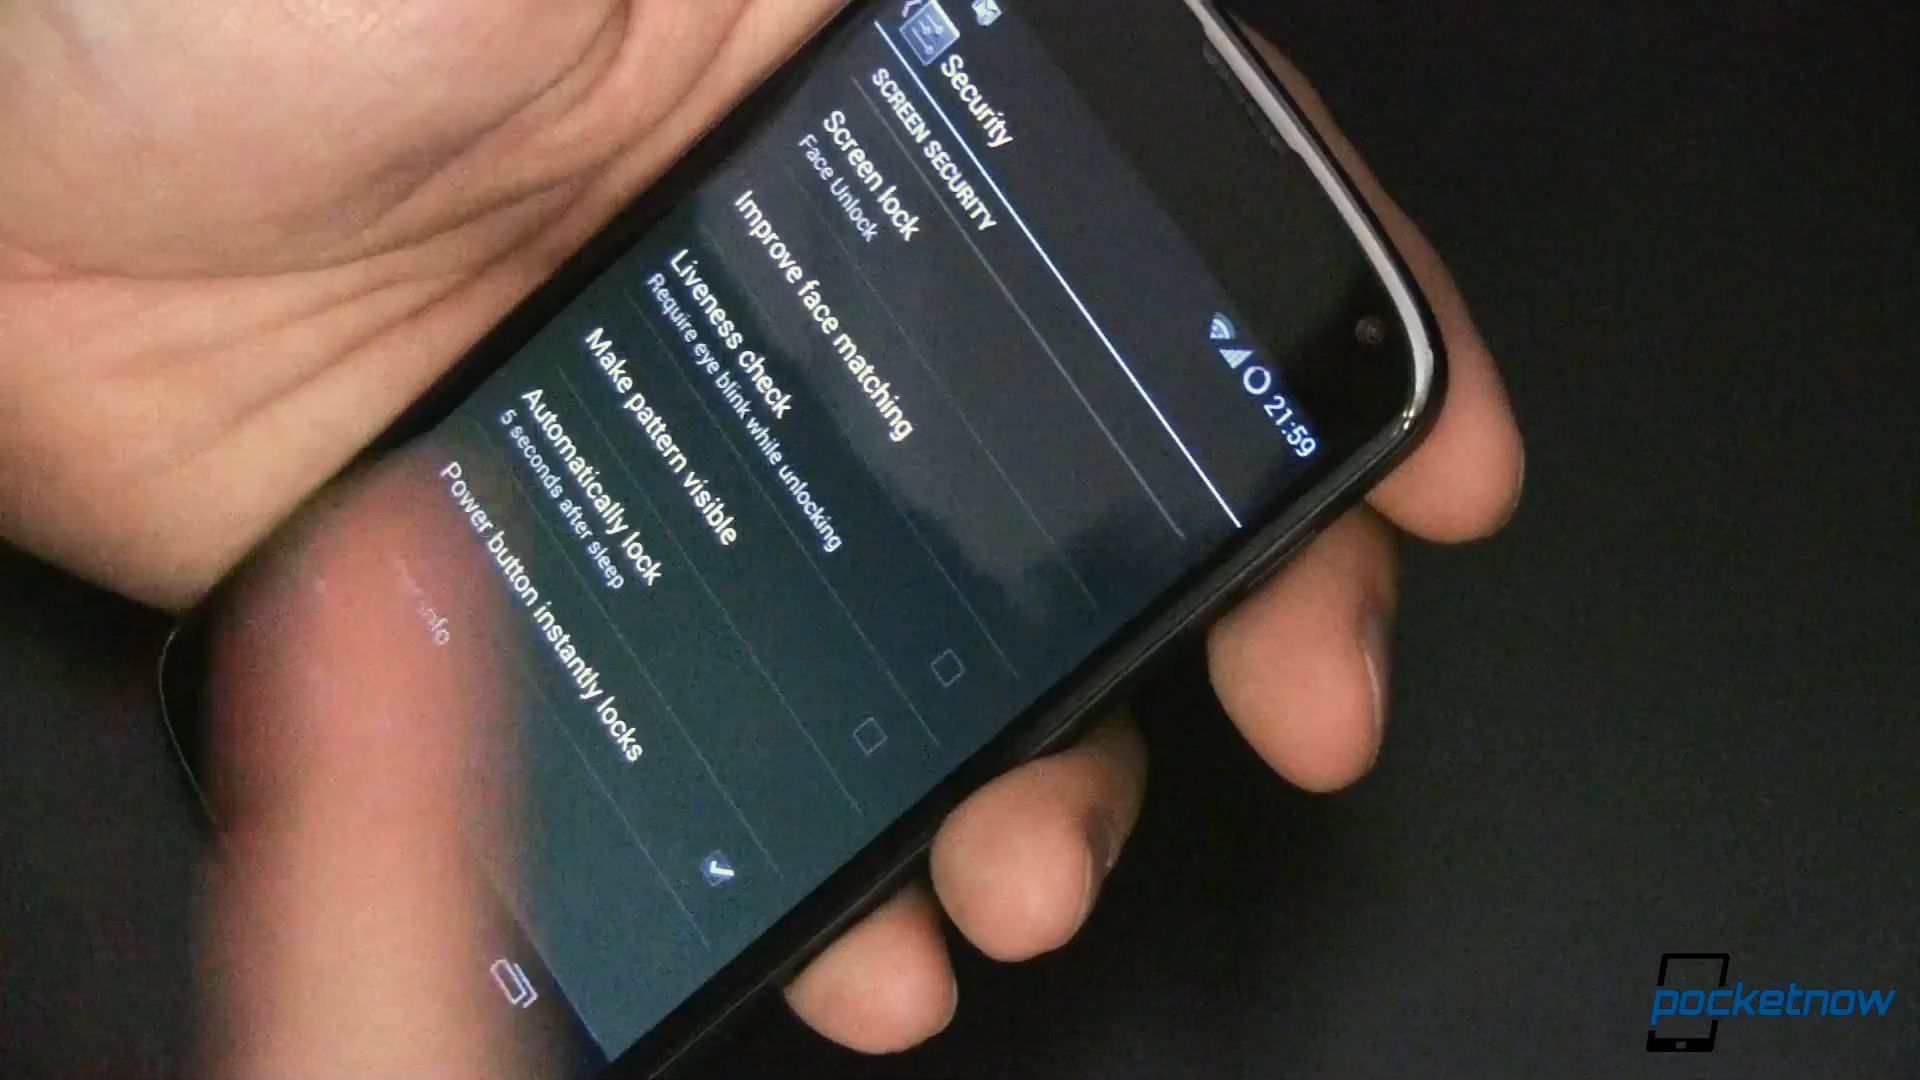 21:59
Security
SCREEN SECURITY
Screen lock
Face Unlock
Improve face matching
Liveness check
Require eye blink while unlocking
Make pattern visible
Automatically lock
5 seconds after sleep
Power button instantly locks
info
pocketnow